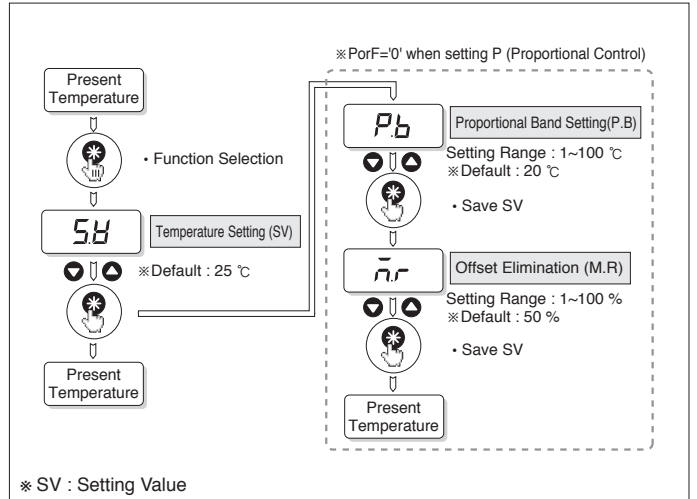 ※PorF='0' when setting P (Proportional Control)
Present
Temperature
• Function Selection
S.V
Temperature Setting (SV)
※Default : 25 ℃
Present
Temperature
P.b
Proportional Band Setting(P.B)
Setting Range : 1~100 ℃
※Default : 20 ℃
• Save SV
m.r
Offset Elimination (M.R)
Setting Range : 1~100 %
※Default : 50 %
• Save SV
Present
Temperature
※ SV : Setting Value